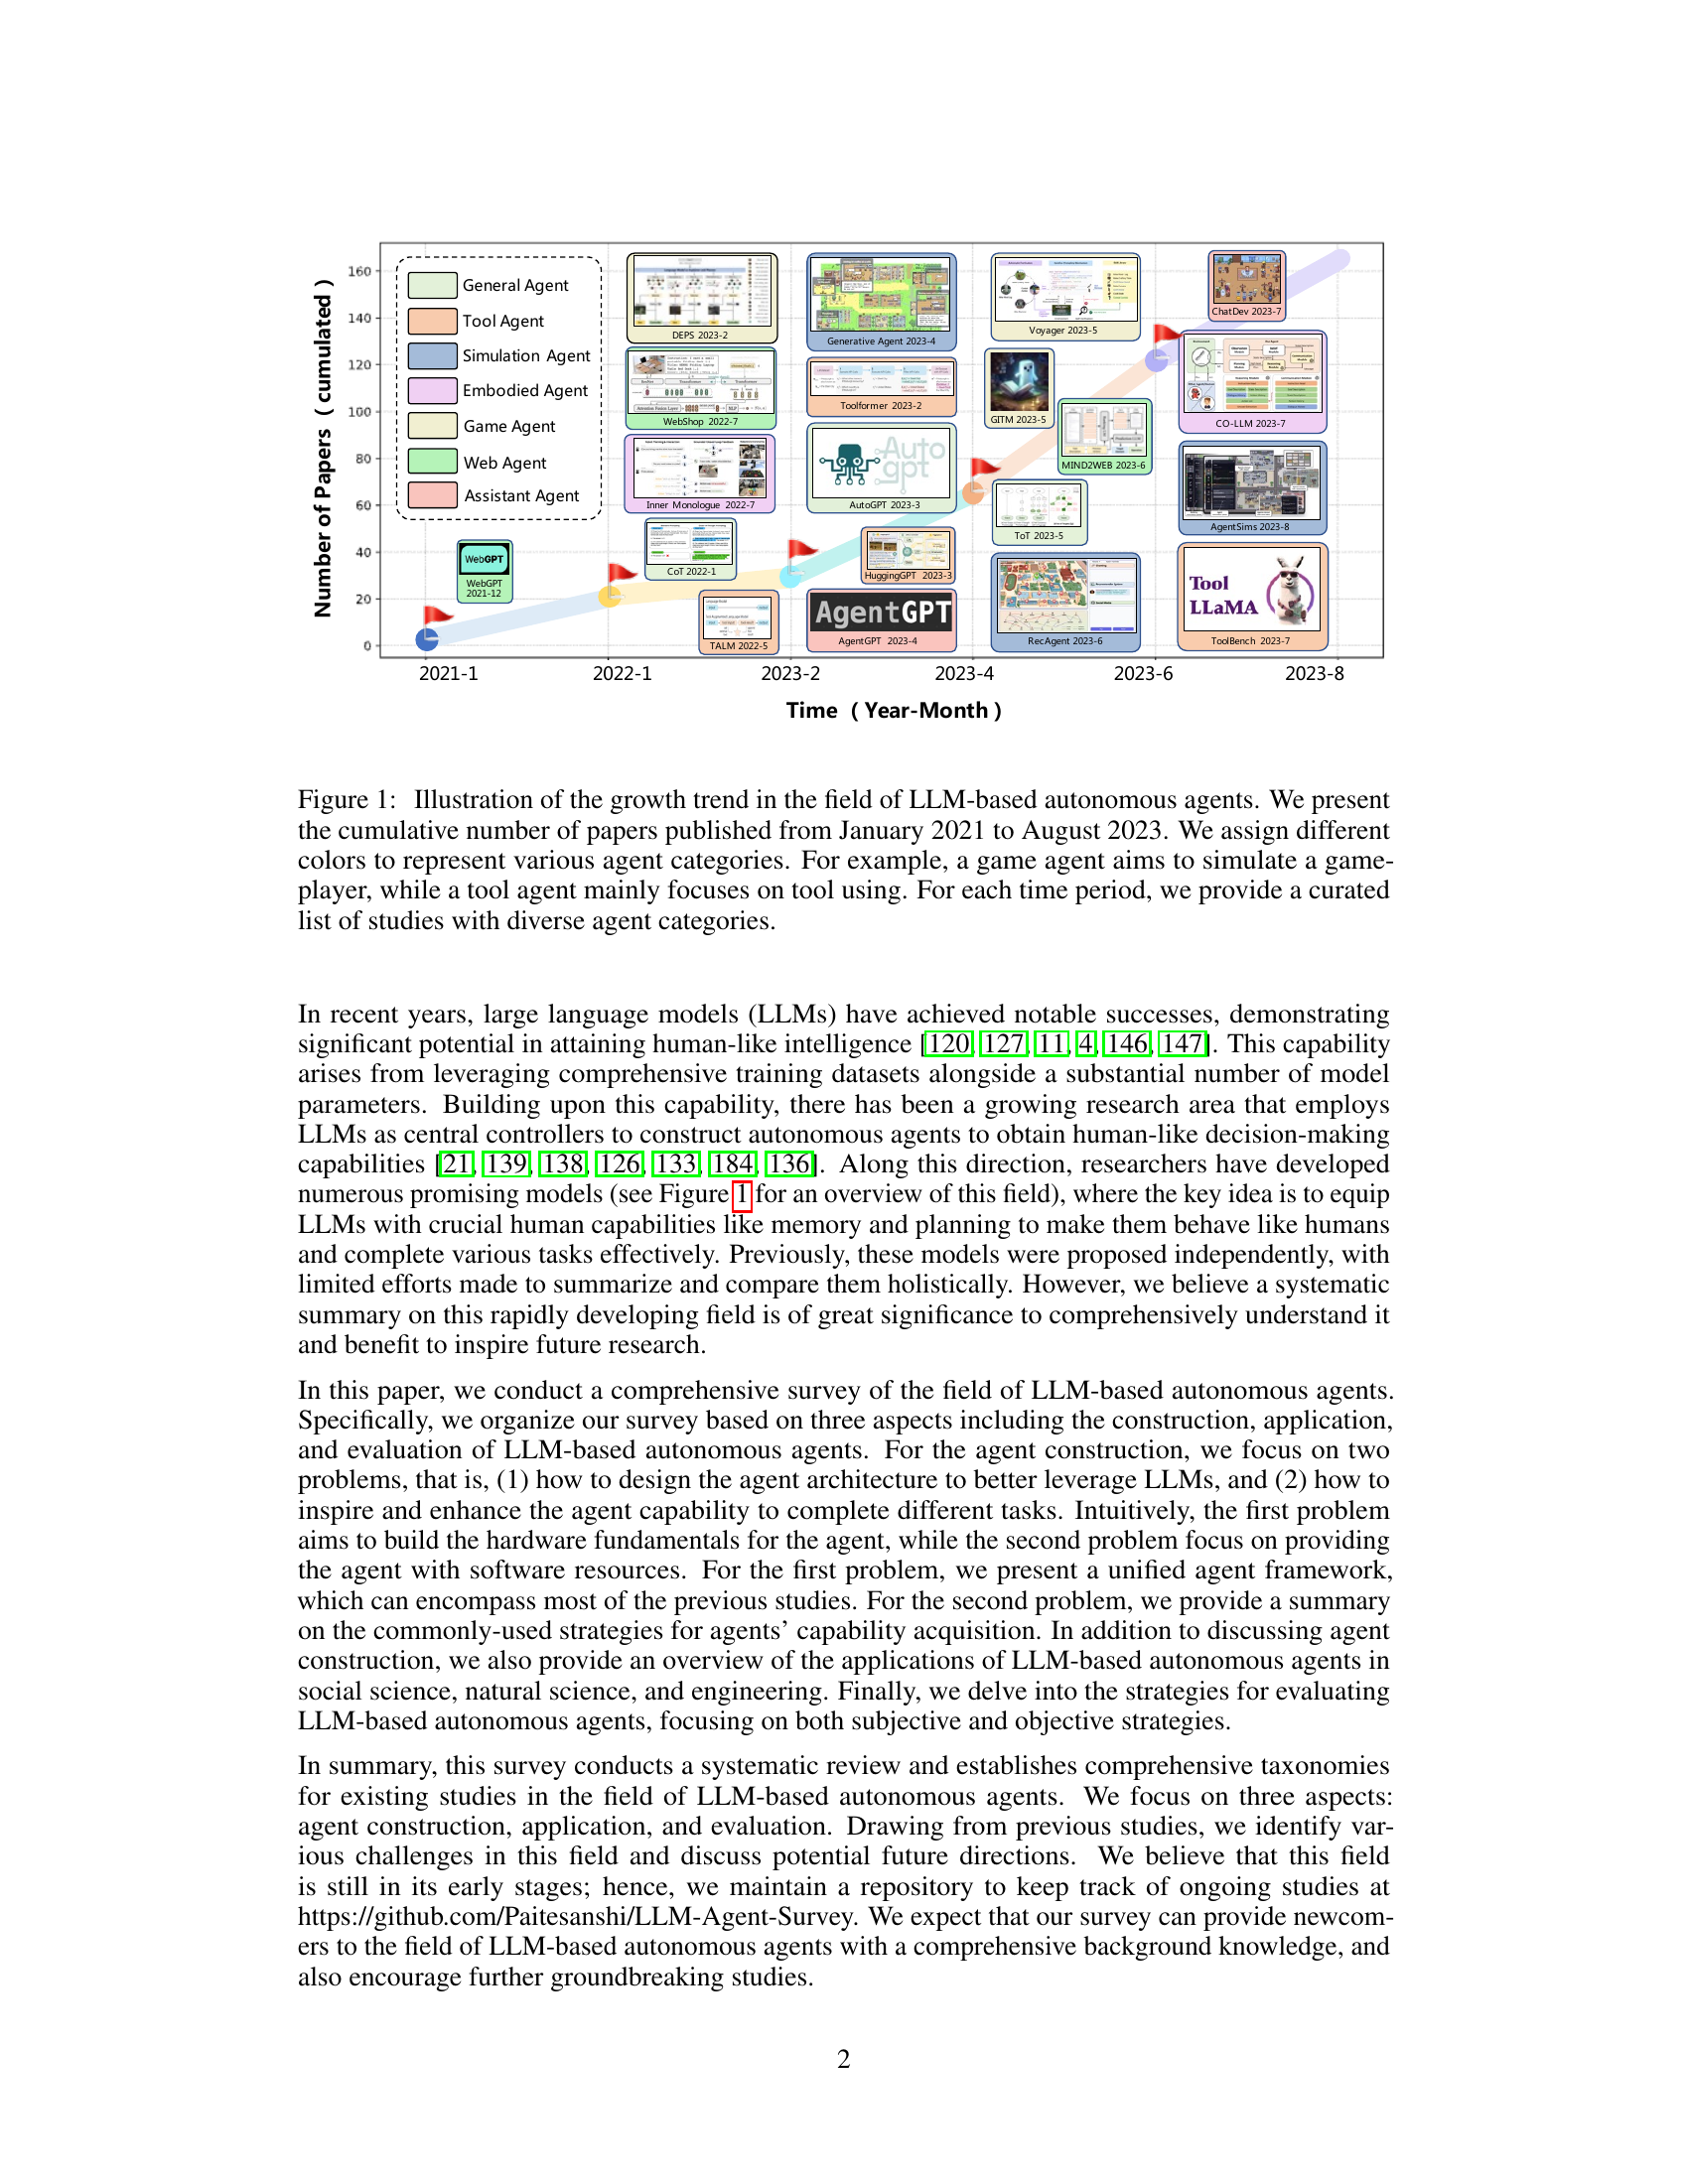 Number of Papers ( cumulated )
160
140
120
100
80
60
40
20
0
General Agent
Tool Agent
Simulation Agent
Embodied Agent
Game Agent
Web Agent
Assistant Agent
WebGPT
WebGPT
2021-12
DEPS 2023-2
WebShop 2022-7
Inner Monologue 2022-7
CoT 2022-1
TALM 2022-5
Generative Agent 2023-4
Toolformer 2023-2
Auto
gpt
AutoGPT 2023-3
HuggingGPT 2023-3
AgentGPT
AgentGPT 2023-4
Voyager 2023-5
GITM 2023-5
MIND2WEB 2023-6
ToT 2023-5
RecAgent 2023-6
ChatDev 2023-7
CO-LLM 2023-7
AgentSims 2023-8
Tool
LLaMA
ToolBench 2023-7
2021-1 2022-1 2023-2 2023-4 2023-6 2023-8
Time ( Year-Month )
Figure 1: Illustration of the growth trend in the field of LLM-based autonomous agents. We present
the cumulative number of papers published from January 2021 to August 2023. We assign different
colors to represent various agent categories. For example, a game agent aims to simulate a game-
player, while a tool agent mainly focuses on tool using. For each time period, we provide a curated
list of studies with diverse agent categories.
In recent years, large language models (LLMs) have achieved notable successes, demonstrating
significant potential in attaining human-like intelligence [120, 127, 11, 4, 146, 147]. This capability
arises from leveraging comprehensive training datasets alongside a substantial number of model
parameters. Building upon this capability, there has been a growing research area that employs
LLMs as central controllers to construct autonomous agents to obtain human-like decision-making
capabilities [21, 139, 138, 126, 133, 184, 136]. Along this direction, researchers have developed
numerous promising models (see Figure 1 for an overview of this field), where the key idea is to equip
LLMs with crucial human capabilities like memory and planning to make them behave like humans
and complete various tasks effectively. Previously, these models were proposed independently, with
limited efforts made to summarize and compare them holistically. However, we believe a systematic
summary on this rapidly developing field is of great significance to comprehensively understand it
and benefit to inspire future research.
In this paper, we conduct a comprehensive survey of the field of LLM-based autonomous agents.
Specifically, we organize our survey based on three aspects including the construction, application,
and evaluation of LLM-based autonomous agents. For the agent construction, we focus on two
problems, that is, (1) how to design the agent architecture to better leverage LLMs, and (2) how to
inspire and enhance the agent capability to complete different tasks. Intuitively, the first problem
aims to build the hardware fundamentals for the agent, while the second problem focus on providing
the agent with software resources. For the first problem, we present a unified agent framework,
which can encompass most of the previous studies. For the second problem, we provide a summary
on the commonly-used strategies for agents’ capability acquisition. In addition to discussing agent
construction, we also provide an overview of the applications of LLM-based autonomous agents in
social science, natural science, and engineering. Finally, we delve into the strategies for evaluating
LLM-based autonomous agents, focusing on both subjective and objective strategies.
In summary, this survey conducts a systematic review and establishes comprehensive taxonomies
for existing studies in the field of LLM-based autonomous agents. We focus on three aspects:
agent construction, application, and evaluation. Drawing from previous studies, we identify var-
ious challenges in this field and discuss potential future directions. We believe that this field
is still in its early stages; hence, we maintain a repository to keep track of ongoing studies at
https://github.com/Paitesanshi/LLM-Agent-Survey. We expect that our survey can provide newcom-
ers to the field of LLM-based autonomous agents with a comprehensive background knowledge, and
also encourage further groundbreaking studies.
2